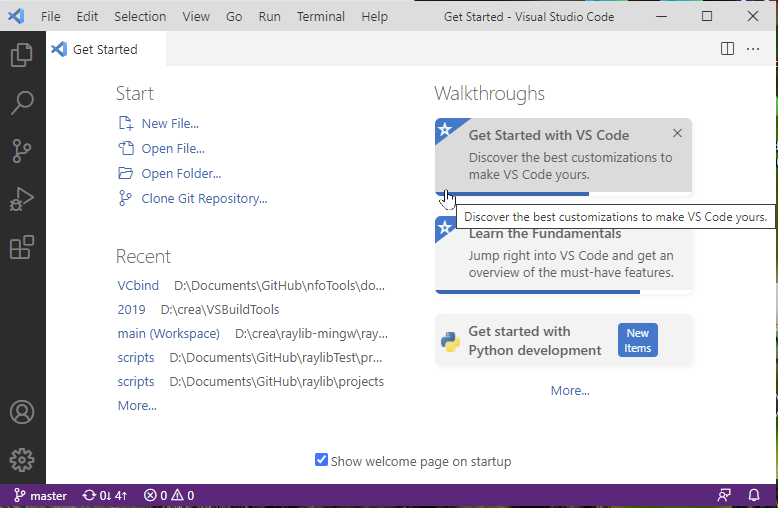 File Edit Selection View Go Run Terminal Help Get Started - Visual Studio Code
Get Started
Start
New File...
Open File...
Open Folder...
Clone Git Repository...
Recent
VCbind D:\Documents\GitHub\nfoTools\do...
2019 D:\crea\VSBuildTools
main (Workspace) D:\crea\raylib-mingw\ray...
scripts D:\Documents\GitHub\raylibTest\pr...
scripts D:\Documents\GitHub\raylib\projects
More...
Walkthroughs
Get Started with VS Code
Discover the best customizations to
make VS Code yours.
Discover the best customizations to make VS Code yours.
Learn the Fundamentals
Jump right into VS Code and get an
overview of the must-have features.
Get started with
Python development
New
Items
More...
Show welcome page on startup
master 0↓ 4↑ 0 0